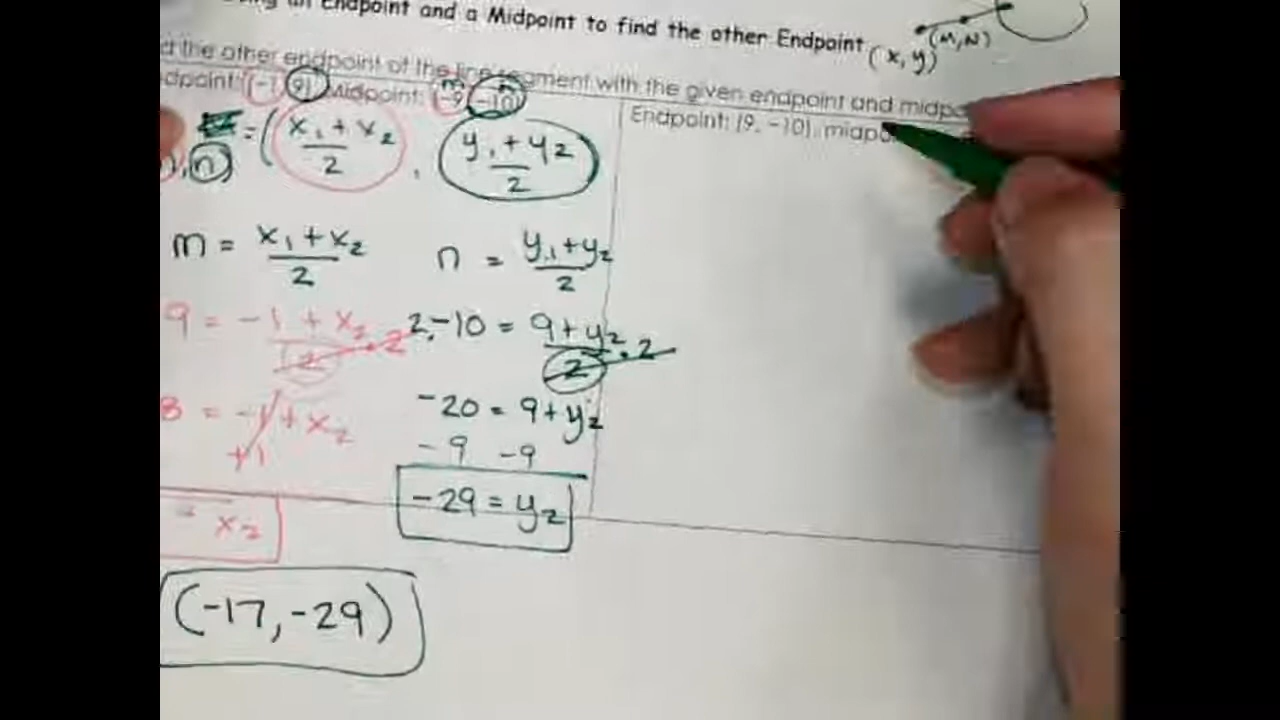 an Endpoint and a Midpoint to find the other Endpoint
(M,N)
(x,y)
the other endpoint of the line segment with the given endpoint and midpo
dpoint: (-1, 9) Midpoint: (-9, -10)
m n
Endpoint: (9, -10), midpo
= ( x₁ + x₂ / 2 , y₁ + y₂ / 2
, n)
m = x₁ + x₂ / 2
n = y₁ + y₂ / 2
9 = -1 + x₂ / 2 · 2
2·-10 = 9 + y₂ / 2 · 2
8 = -1 + x₂
+1
-20 = 9 + y₂
-9 -9
= x₂
-29 = y₂
(-17, -29)